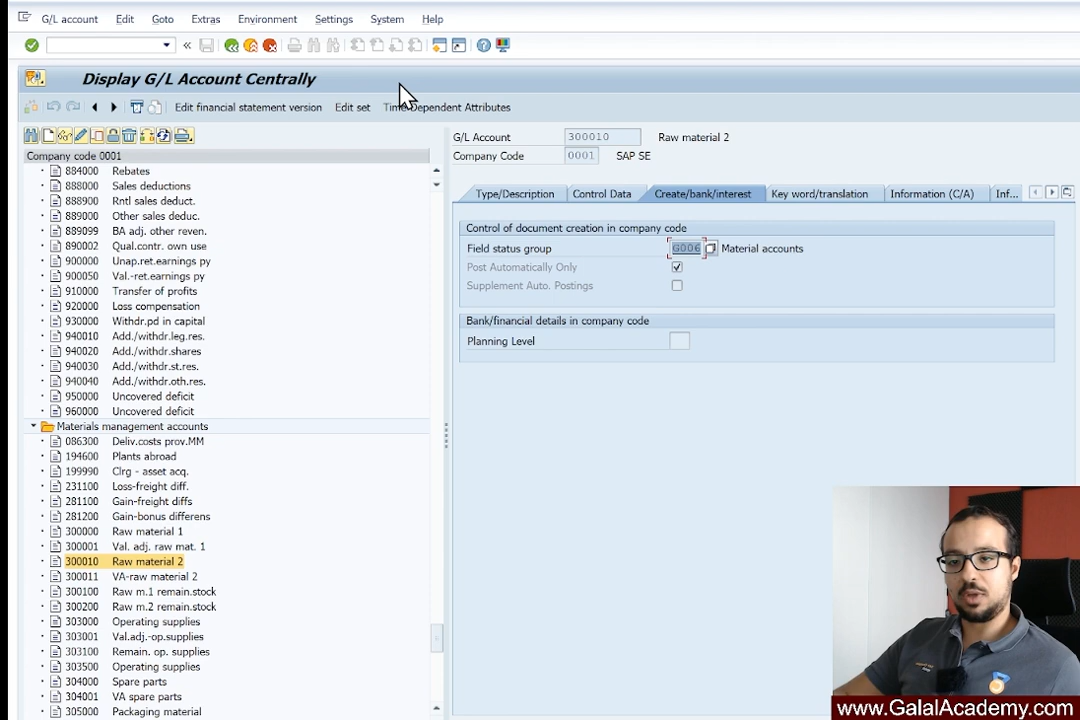 G/L account Edit Goto Extras Environment Settings System Help
Display G/L Account Centrally
Edit financial statement version Edit set Time Dependent Attributes
Company code 0001
884000 Rebates
888000 Sales deductions
888900 Rntl sales deduct.
889000 Other sales deduc.
889099 BA adj. other reven.
890002 Qual.contr. own use
900000 Unap.ret.earnings py
900050 Val.-ret.earnings py
910000 Transfer of profits
920000 Loss compensation
930000 Withdr.pd in capital
940010 Add./withdr.leg.res.
940020 Add./withdr.shares
940030 Add./withdr.st.res.
940040 Add./withdr.oth.res.
950000 Uncovered deficit
960000 Uncovered deficit
Materials management accounts
086300 Deliv.costs prov.MM
194600 Plants abroad
199990 Clrg - asset acq.
231100 Loss-freight diff.
281100 Gain-freight diffs
281200 Gain-bonus differens
300000 Raw material 1
300001 Val. adj. raw mat. 1
300010 Raw material 2
300011 VA-raw material 2
300100 Raw m.1 remain.stock
300200 Raw m.2 remain.stock
303000 Operating supplies
303001 Val.adj.-op.supplies
303100 Remain. op. supplies
303500 Operating supplies
304000 Spare parts
304001 VA spare parts
305000 Packaging material
G/L Account 300010 Raw material 2
Company Code 0001 SAP SE
Type/Description Control Data Create/bank/interest Key word/translation Information (C/A) Inf...
Control of document creation in company code
Field status group G006 Material accounts
Post Automatically Only
Supplement Auto. Postings
Bank/financial details in company code
Planning Level
www.GalalAcademy.com